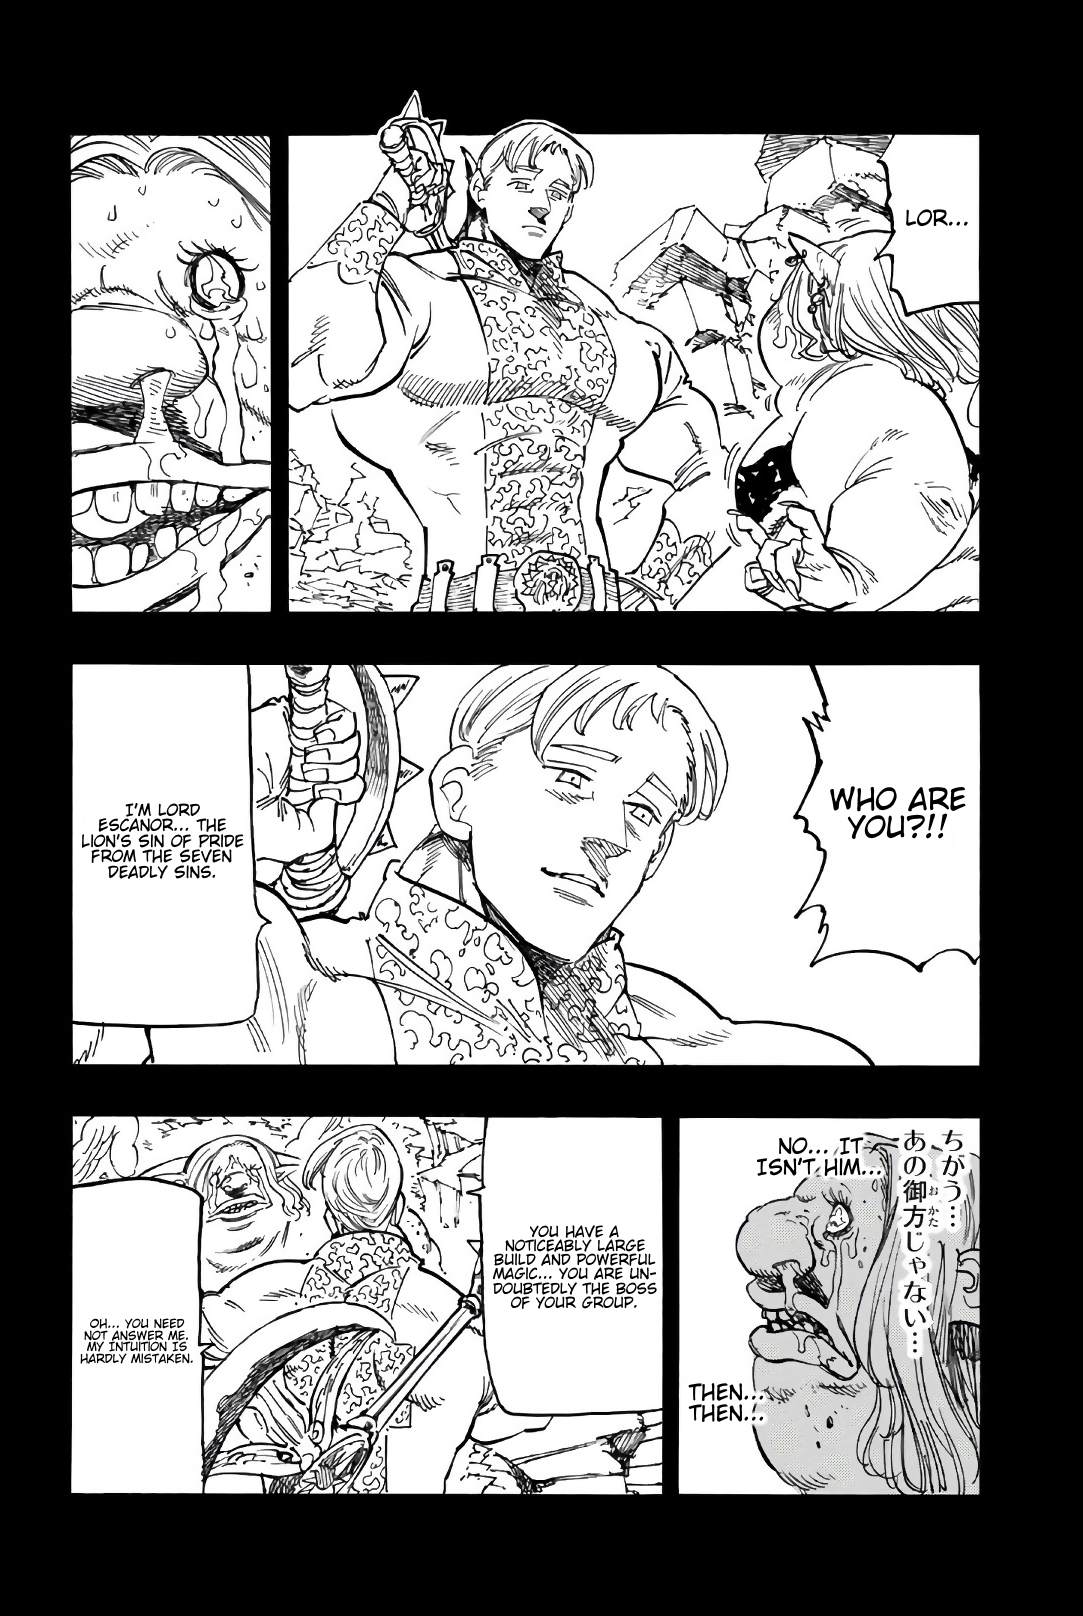 LOR...
WHO ARE
YOU?!!
I'M LORD
ESCANOR... THE
LION'S SIN OF PRIDE
FROM THE SEVEN
DEADLY SINS.
ちがう…
あの御方じゃない…
おかた
NO... IT
ISN'T HIM...
THEN...
THEN...
YOU HAVE A
NOTICEABLY LARGE
BUILD AND POWERFUL
MAGIC... YOU ARE UN-
DOUBTEDLY THE BOSS
OF YOUR GROUP.
OH... YOU NEED
NOT ANSWER ME.
MY INTUITION IS
HARDLY MISTAKEN.